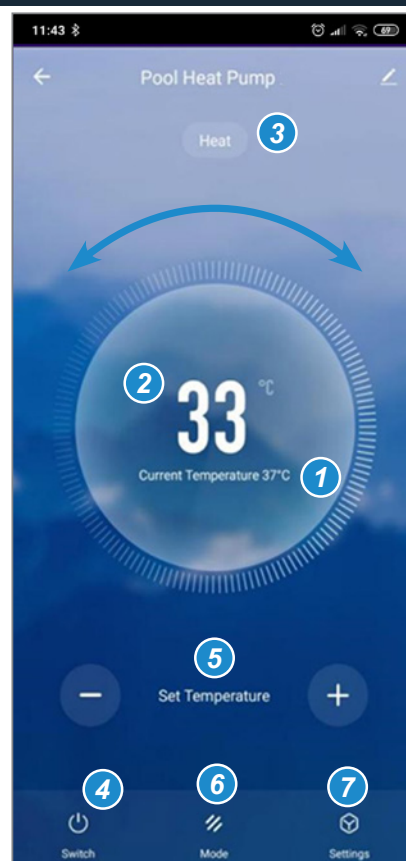 11:43
69
Pool Heat Pump
Heat
3
2
33 °C
Current Temperature 37°C
1
5
Set Temperature
4
6
7
Switch
Mode
Settings